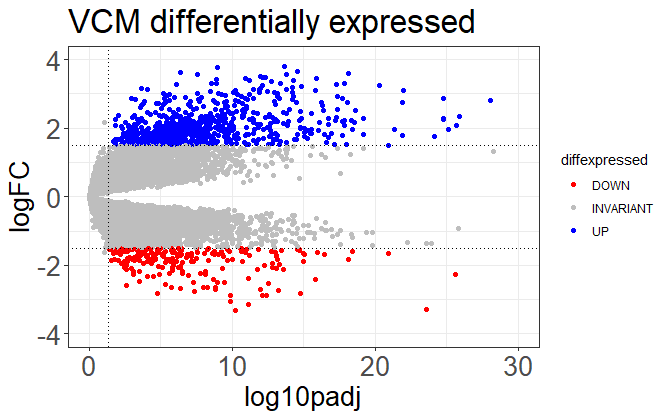 VCM differentially expressed
logFC
4
2
0
-2
-4
0 10 20 30
log10padj
diffexpressed
DOWN
INVARIANT
UP